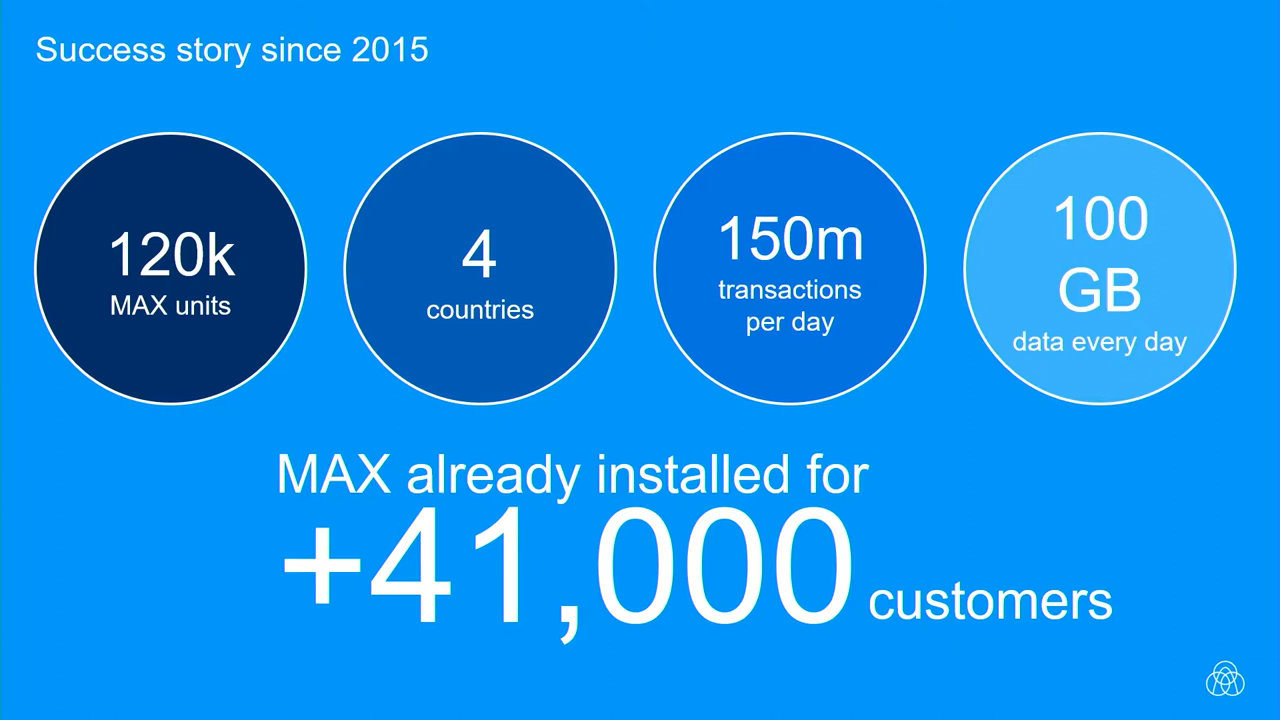 Success story since 2015
120k
MAX units
4
countries
150m
transactions
per day
100
GB
data every day
MAX already installed for
+41,000 customers